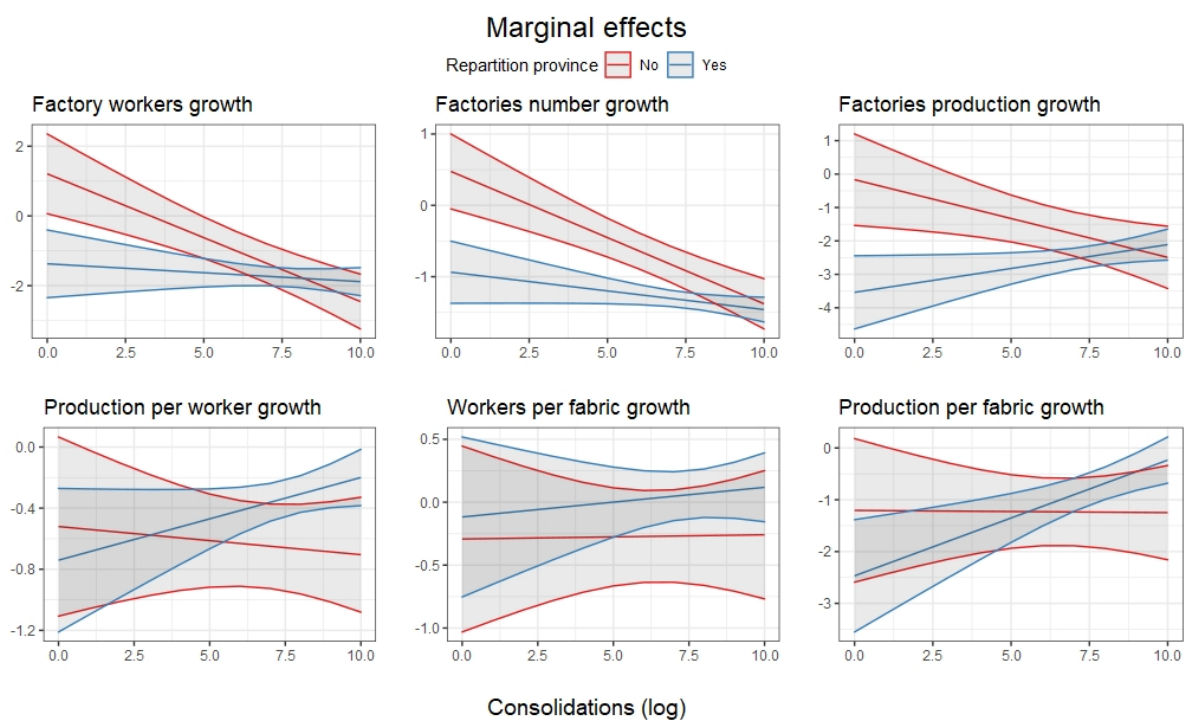 Marginal effects
Repartition province No Yes
Factory workers growth
2
0
-2
0.0 2.5 5.0 7.5 10.0
Factories number growth
1
0
-1
0.0 2.5 5.0 7.5 10.0
Factories production growth
1
0
-1
-2
-3
-4
0.0 2.5 5.0 7.5 10.0
Production per worker growth
0.0
-0.4
-0.8
-1.2
0.0 2.5 5.0 7.5 10.0
Workers per fabric growth
0.5
0.0
-0.5
-1.0
0.0 2.5 5.0 7.5 10.0
Production per fabric growth
0
-1
-2
-3
0.0 2.5 5.0 7.5 10.0
Consolidations (log)